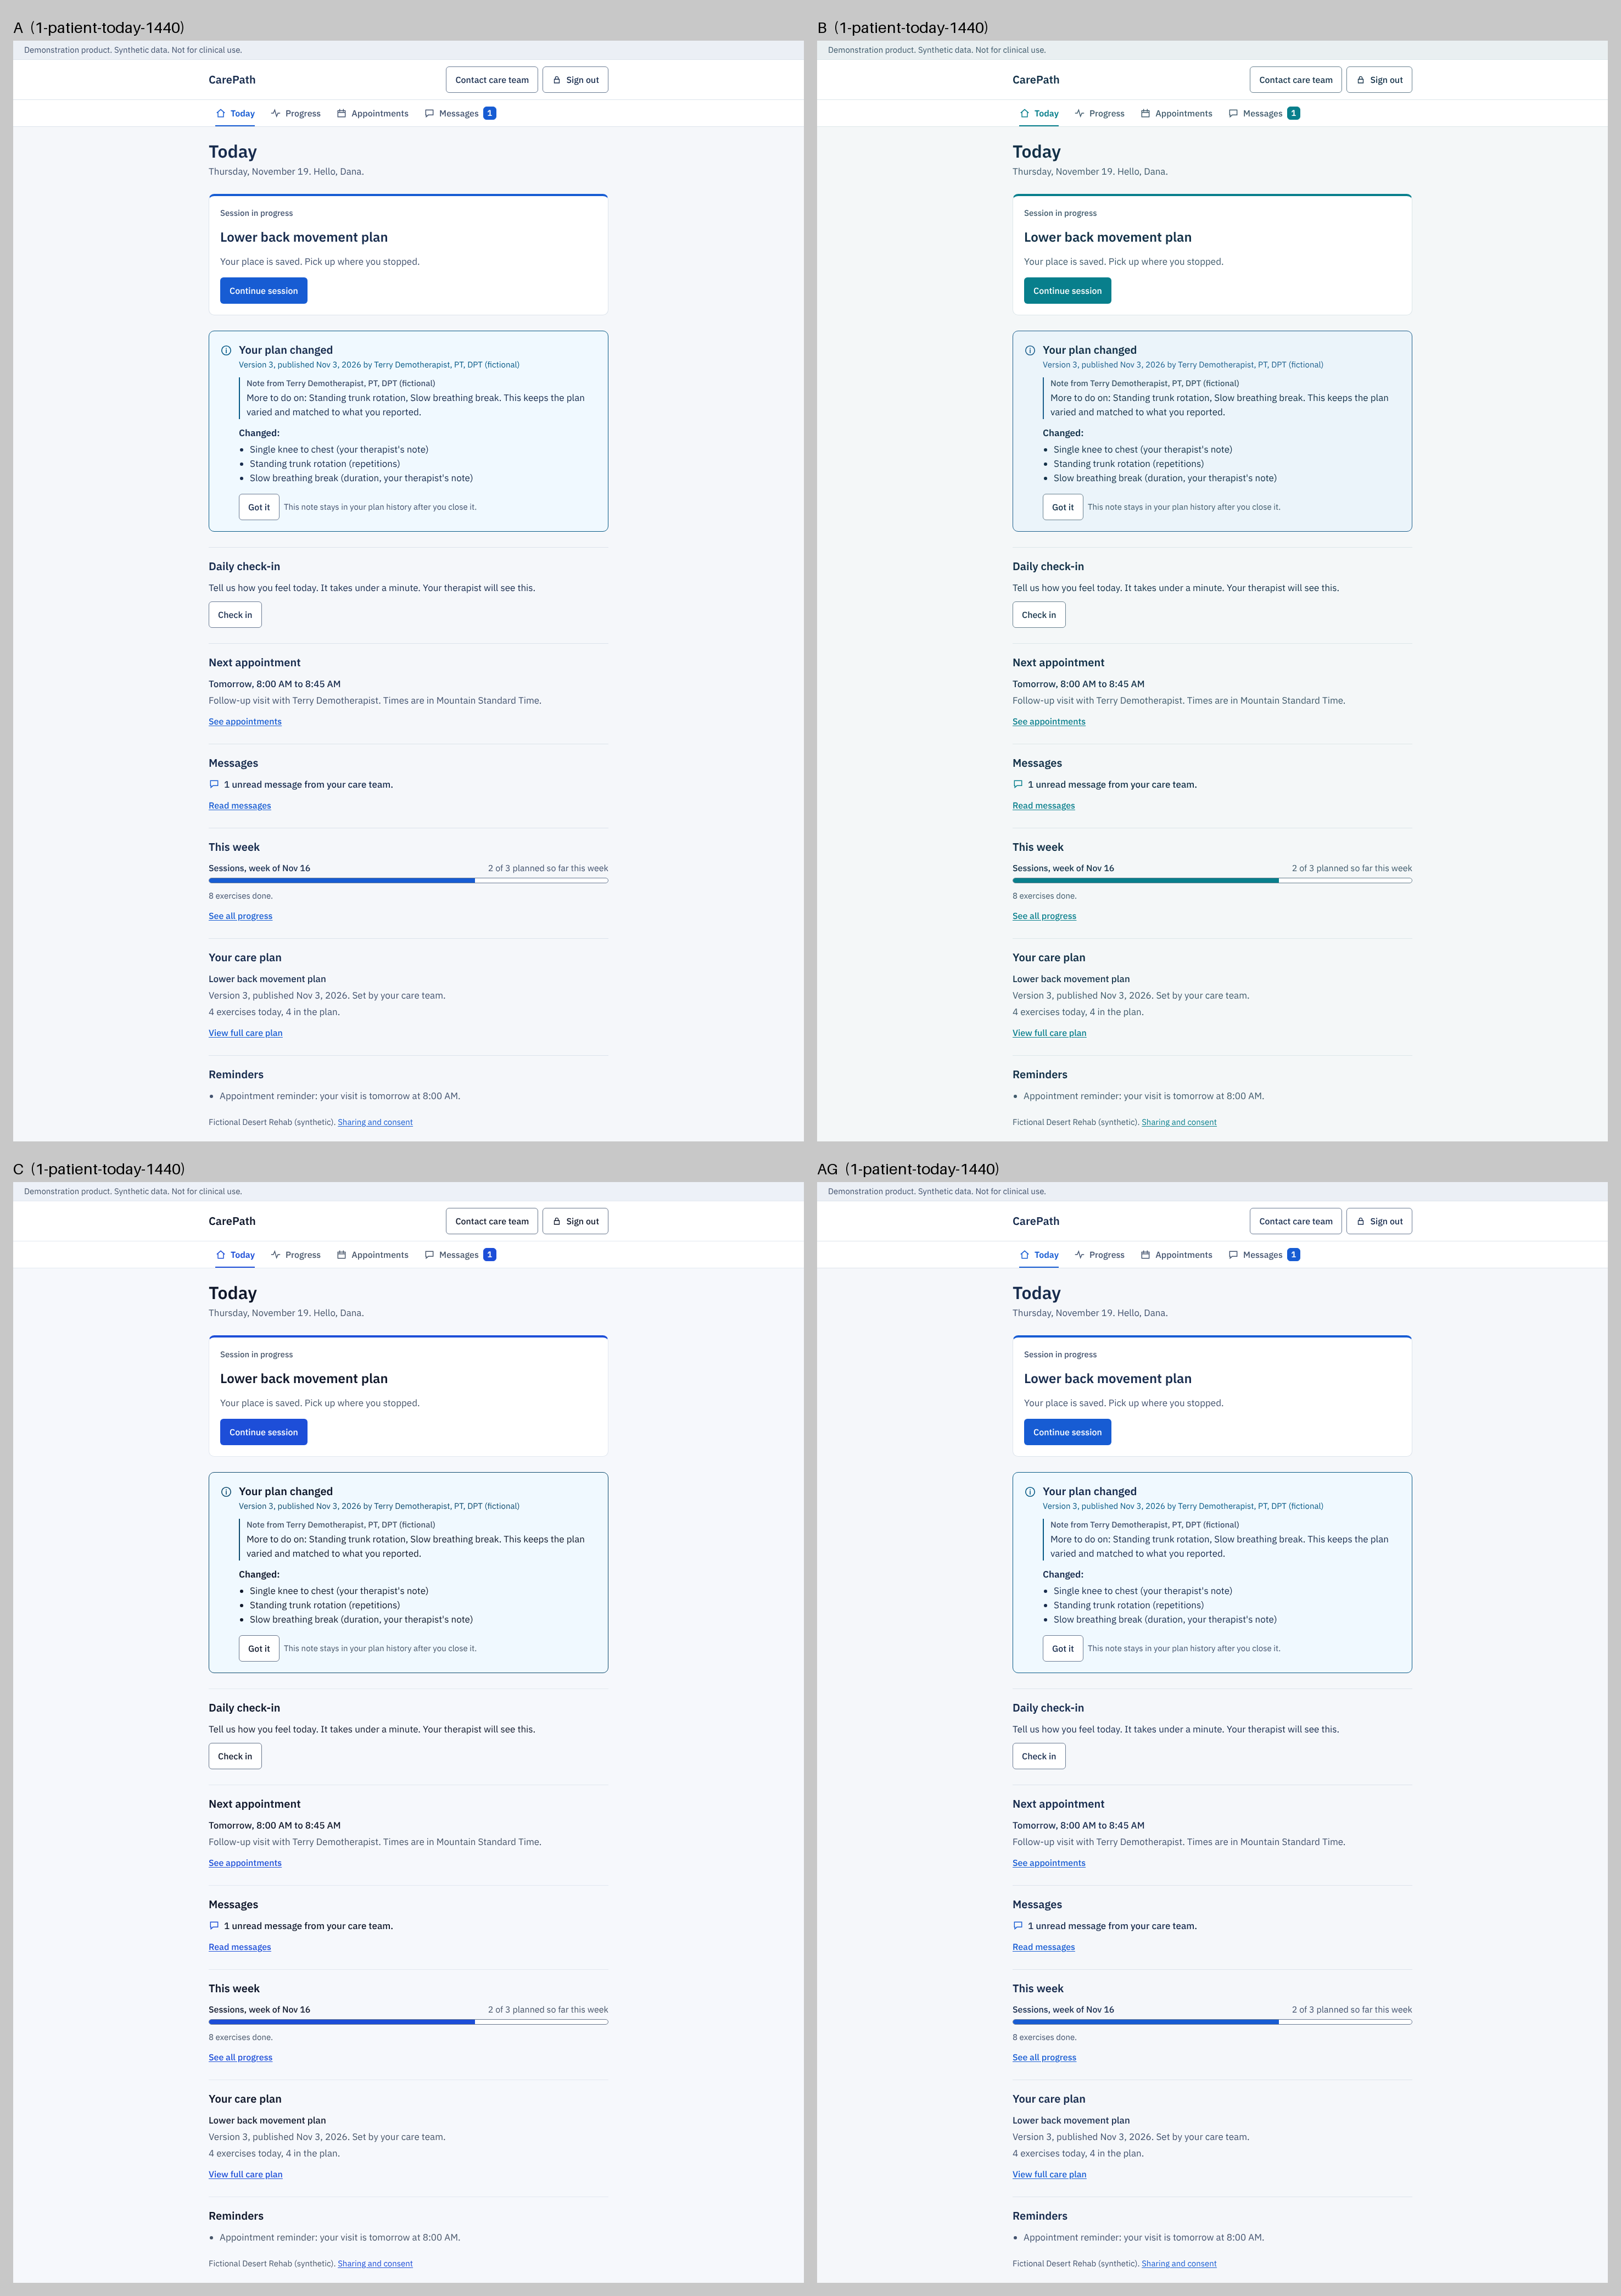 A (1-patient-today-1440)
Demonstration product. Synthetic data. Not for clinical use.
CarePath
Contact care team
Sign out
Today
Progress
Appointments
Messages 1
Today
Thursday, November 19. Hello, Dana.
Session in progress
Lower back movement plan
Your place is saved. Pick up where you stopped.
Continue session
Your plan changed
Version 3, published Nov 3, 2026 by Terry Demotherapist, PT, DPT (fictional)
Note from Terry Demotherapist, PT, DPT (fictional)
More to do on: Standing trunk rotation, Slow breathing break. This keeps the plan
varied and matched to what you reported.
Changed:
• Single knee to chest (your therapist's note)
• Standing trunk rotation (repetitions)
• Slow breathing break (duration, your therapist's note)
Got it
This note stays in your plan history after you close it.
Daily check-in
Tell us how you feel today. It takes under a minute. Your therapist will see this.
Check in
Next appointment
Tomorrow, 8:00 AM to 8:45 AM
Follow-up visit with Terry Demotherapist. Times are in Mountain Standard Time.
See appointments
Messages
1 unread message from your care team.
Read messages
This week
Sessions, week of Nov 16
2 of 3 planned so far this week
8 exercises done.
See all progress
Your care plan
Lower back movement plan
Version 3, published Nov 3, 2026. Set by your care team.
4 exercises today, 4 in the plan.
View full care plan
Reminders
• Appointment reminder: your visit is tomorrow at 8:00 AM.
Fictional Desert Rehab (synthetic). Sharing and consent
B (1-patient-today-1440)
Demonstration product. Synthetic data. Not for clinical use.
CarePath
Contact care team
Sign out
Today
Progress
Appointments
Messages 1
Today
Thursday, November 19. Hello, Dana.
Session in progress
Lower back movement plan
Your place is saved. Pick up where you stopped.
Continue session
Your plan changed
Version 3, published Nov 3, 2026 by Terry Demotherapist, PT, DPT (fictional)
Note from Terry Demotherapist, PT, DPT (fictional)
More to do on: Standing trunk rotation, Slow breathing break. This keeps the plan
varied and matched to what you reported.
Changed:
• Single knee to chest (your therapist's note)
• Standing trunk rotation (repetitions)
• Slow breathing break (duration, your therapist's note)
Got it
This note stays in your plan history after you close it.
Daily check-in
Tell us how you feel today. It takes under a minute. Your therapist will see this.
Check in
Next appointment
Tomorrow, 8:00 AM to 8:45 AM
Follow-up visit with Terry Demotherapist. Times are in Mountain Standard Time.
See appointments
Messages
1 unread message from your care team.
Read messages
This week
Sessions, week of Nov 16
2 of 3 planned so far this week
8 exercises done.
See all progress
Your care plan
Lower back movement plan
Version 3, published Nov 3, 2026. Set by your care team.
4 exercises today, 4 in the plan.
View full care plan
Reminders
• Appointment reminder: your visit is tomorrow at 8:00 AM.
Fictional Desert Rehab (synthetic). Sharing and consent
C (1-patient-today-1440)
Demonstration product. Synthetic data. Not for clinical use.
CarePath
Contact care team
Sign out
Today
Progress
Appointments
Messages 1
Today
Thursday, November 19. Hello, Dana.
Session in progress
Lower back movement plan
Your place is saved. Pick up where you stopped.
Continue session
Your plan changed
Version 3, published Nov 3, 2026 by Terry Demotherapist, PT, DPT (fictional)
Note from Terry Demotherapist, PT, DPT (fictional)
More to do on: Standing trunk rotation, Slow breathing break. This keeps the plan
varied and matched to what you reported.
Changed:
• Single knee to chest (your therapist's note)
• Standing trunk rotation (repetitions)
• Slow breathing break (duration, your therapist's note)
Got it
This note stays in your plan history after you close it.
Daily check-in
Tell us how you feel today. It takes under a minute. Your therapist will see this.
Check in
Next appointment
Tomorrow, 8:00 AM to 8:45 AM
Follow-up visit with Terry Demotherapist. Times are in Mountain Standard Time.
See appointments
Messages
1 unread message from your care team.
Read messages
This week
Sessions, week of Nov 16
2 of 3 planned so far this week
8 exercises done.
See all progress
Your care plan
Lower back movement plan
Version 3, published Nov 3, 2026. Set by your care team.
4 exercises today, 4 in the plan.
View full care plan
Reminders
• Appointment reminder: your visit is tomorrow at 8:00 AM.
Fictional Desert Rehab (synthetic). Sharing and consent
AG (1-patient-today-1440)
Demonstration product. Synthetic data. Not for clinical use.
CarePath
Contact care team
Sign out
Today
Progress
Appointments
Messages 1
Today
Thursday, November 19. Hello, Dana.
Session in progress
Lower back movement plan
Your place is saved. Pick up where you stopped.
Continue session
Your plan changed
Version 3, published Nov 3, 2026 by Terry Demotherapist, PT, DPT (fictional)
Note from Terry Demotherapist, PT, DPT (fictional)
More to do on: Standing trunk rotation, Slow breathing break. This keeps the plan
varied and matched to what you reported.
Changed:
• Single knee to chest (your therapist's note)
• Standing trunk rotation (repetitions)
• Slow breathing break (duration, your therapist's note)
Got it
This note stays in your plan history after you close it.
Daily check-in
Tell us how you feel today. It takes under a minute. Your therapist will see this.
Check in
Next appointment
Tomorrow, 8:00 AM to 8:45 AM
Follow-up visit with Terry Demotherapist. Times are in Mountain Standard Time.
See appointments
Messages
1 unread message from your care team.
Read messages
This week
Sessions, week of Nov 16
2 of 3 planned so far this week
8 exercises done.
See all progress
Your care plan
Lower back movement plan
Version 3, published Nov 3, 2026. Set by your care team.
4 exercises today, 4 in the plan.
View full care plan
Reminders
• Appointment reminder: your visit is tomorrow at 8:00 AM.
Fictional Desert Rehab (synthetic). Sharing and consent